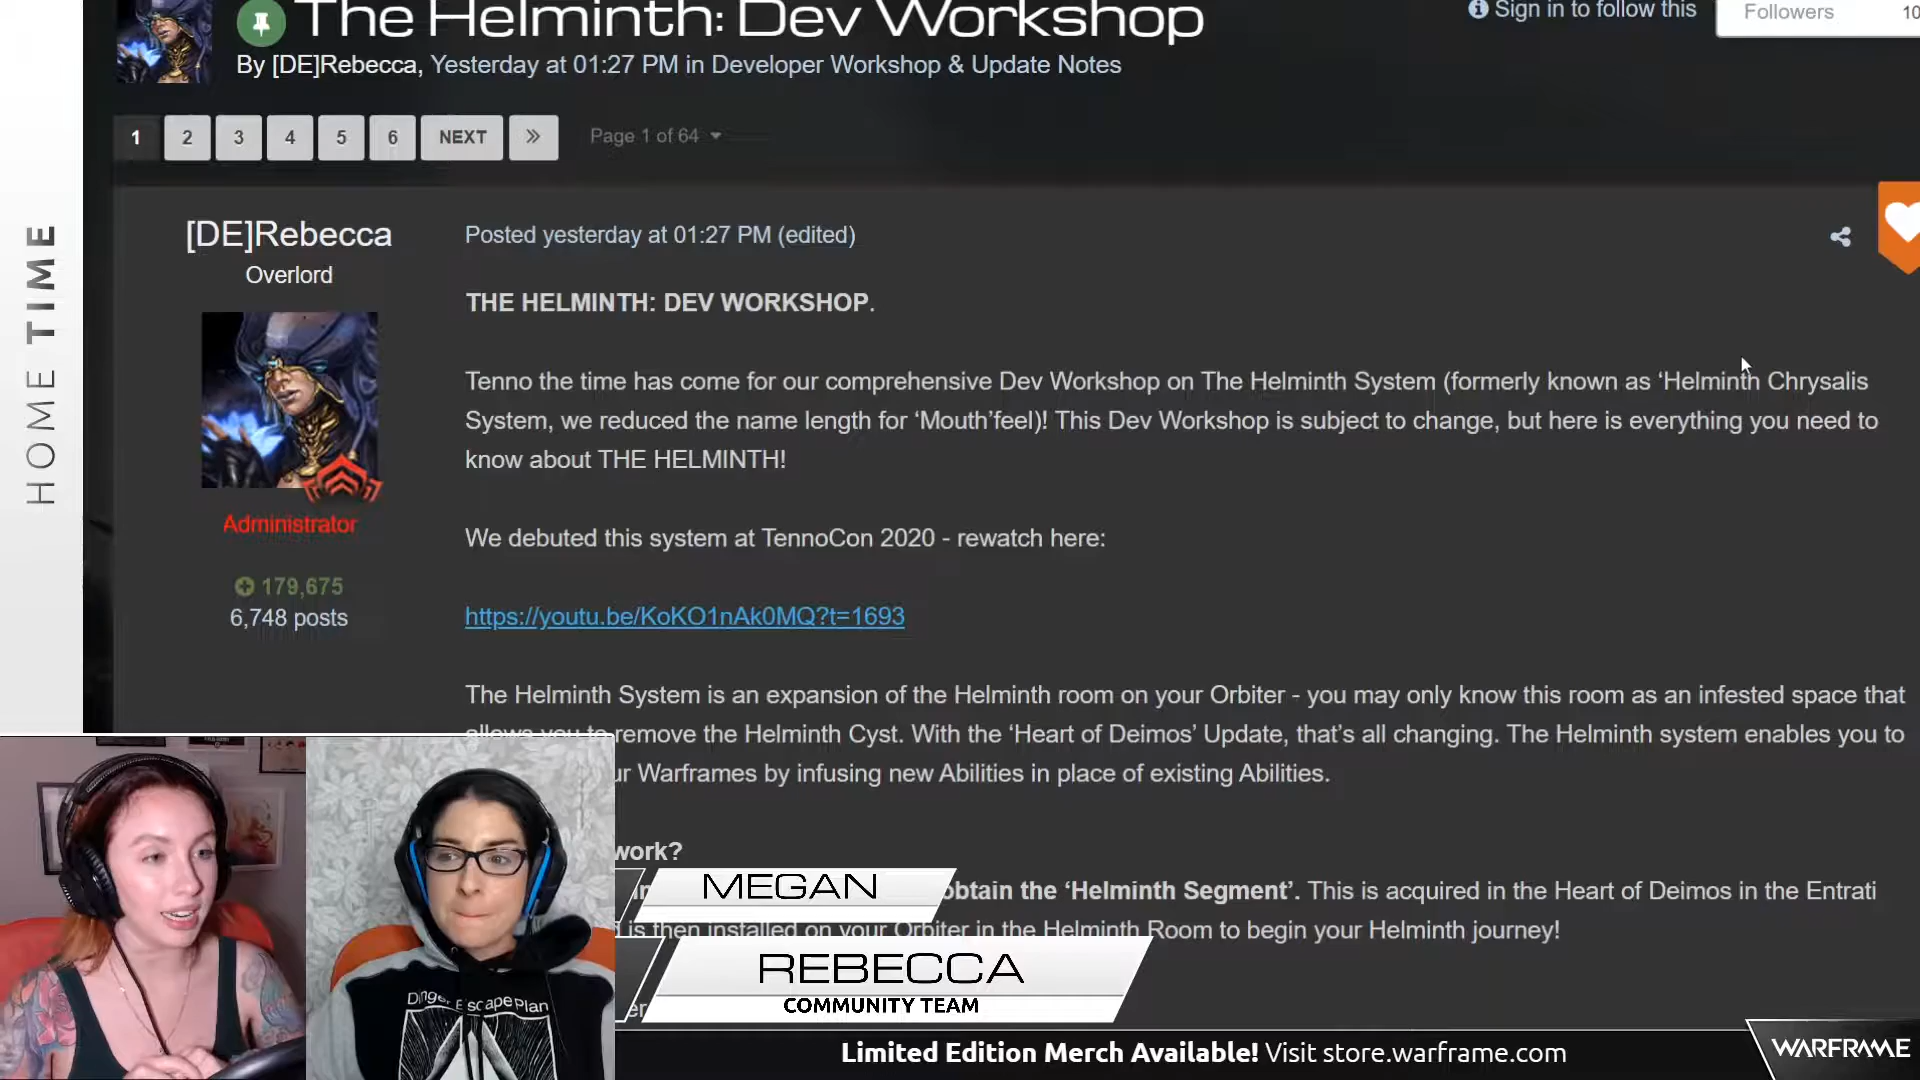 The Helminth: Dev Workshop
Sign in to follow this
Followers 10
By [DE]Rebecca, Yesterday at 01:27 PM in Developer Workshop & Update Notes
1 2 3 4 5 6 NEXT » Page 1 of 64
HOME TIME
[DE]Rebecca
Overlord
Administrator
179,675
6,748 posts
Posted yesterday at 01:27 PM (edited)
THE HELMINTH: DEV WORKSHOP.
Tenno the time has come for our comprehensive Dev Workshop on The Helminth System (formerly known as ‘Helminth Chrysalis
System, we reduced the name length for ‘Mouth’feel)! This Dev Workshop is subject to change, but here is everything you need to
know about THE HELMINTH!
We debuted this system at TennoCon 2020 - rewatch here:
https://youtu.be/KoKO1nAk0MQ?t=1693
The Helminth System is an expansion of the Helminth room on your Orbiter - you may only know this room as an infested space that
allows you to remove the Helminth Cyst. With the ‘Heart of Deimos’ Update, that’s all changing. The Helminth system enables you to
Warframes by infusing new Abilities in place of existing Abilities.
work?
obtain the ‘Helminth Segment’. This is acquired in the Heart of Deimos in the Entrati
is then installed on your Orbiter in the Helminth Room to begin your Helminth journey!
MEGAN
REBECCA
COMMUNITY TEAM
Dinger Escape Plan
Limited Edition Merch Available! Visit store.warframe.com
WARFRAME